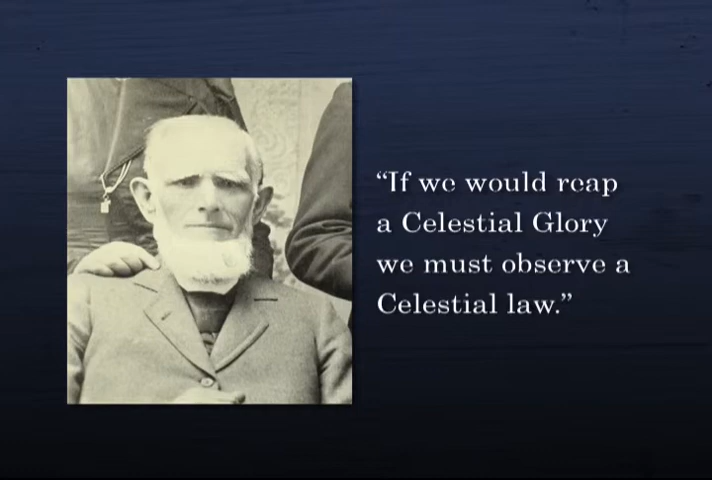 “If we would reap
a Celestial Glory
we must observe a
Celestial law.”